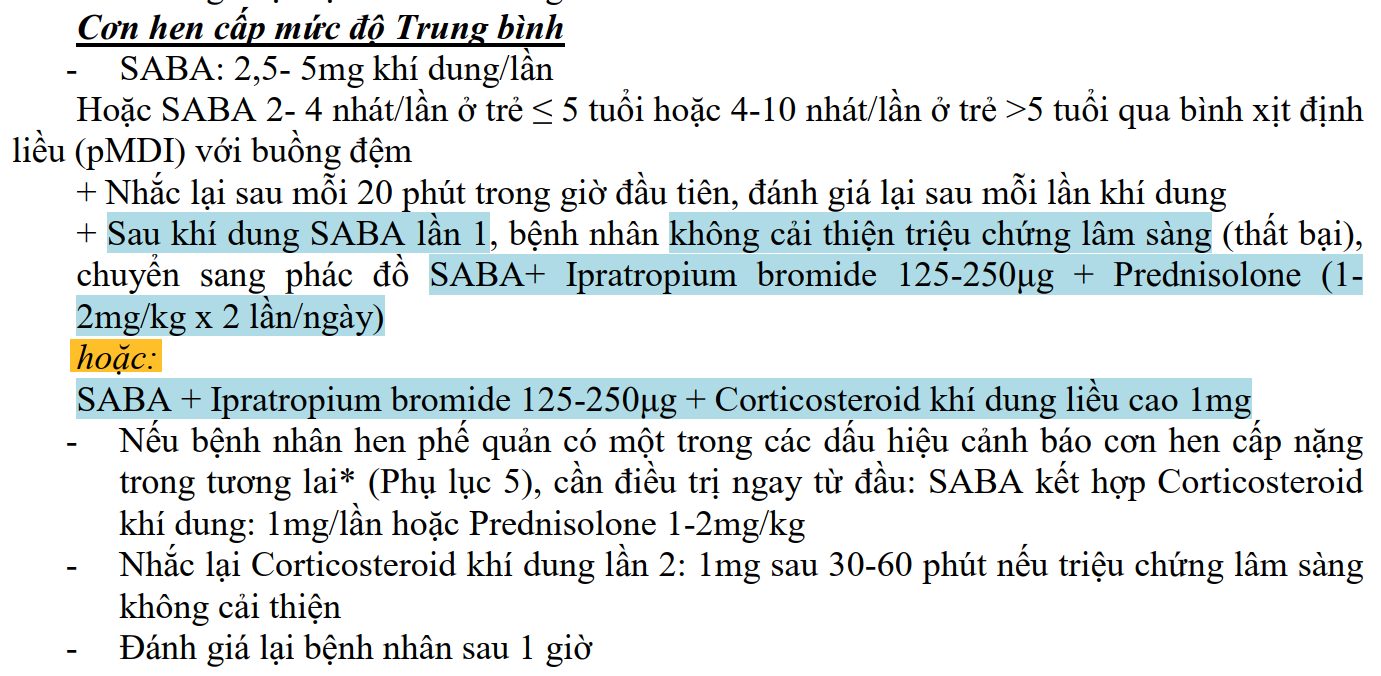 Cơn hen cấp mức độ Trung bình
- SABA: 2,5- 5mg khí dung/lần
Hoặc SABA 2- 4 nhát/lần ở trẻ ≤ 5 tuổi hoặc 4-10 nhát/lần ở trẻ >5 tuổi qua bình xịt định
liều (pMDI) với buồng đệm
+ Nhắc lại sau mỗi 20 phút trong giờ đầu tiên, đánh giá lại sau mỗi lần khí dung
+ Sau khí dung SABA lần 1, bệnh nhân không cải thiện triệu chứng lâm sàng (thất bại),
chuyển sang phác đồ SABA+ Ipratropium bromide 125-250μg + Prednisolone (1-
2mg/kg x 2 lần/ngày)
hoặc:
SABA + Ipratropium bromide 125-250μg + Corticosteroid khí dung liều cao 1mg
- Nếu bệnh nhân hen phế quản có một trong các dấu hiệu cảnh báo cơn hen cấp nặng
trong tương lai* (Phụ lục 5), cần điều trị ngay từ đầu: SABA kết hợp Corticosteroid
khí dung: 1mg/lần hoặc Prednisolone 1-2mg/kg
- Nhắc lại Corticosteroid khí dung lần 2: 1mg sau 30-60 phút nếu triệu chứng lâm sàng
không cải thiện
- Đánh giá lại bệnh nhân sau 1 giờ